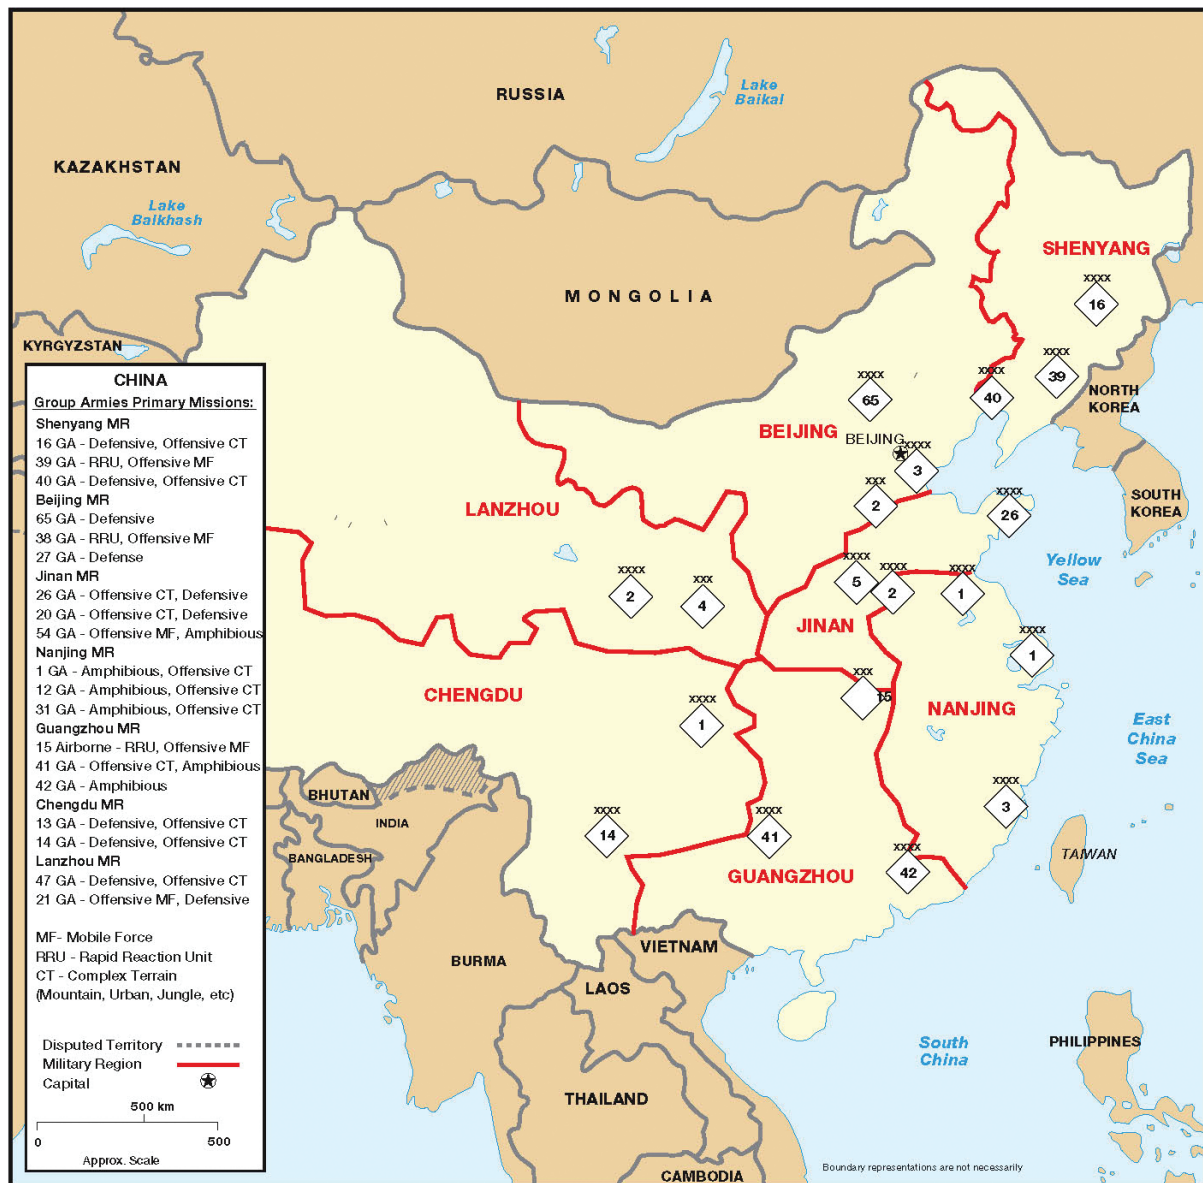 RUSSIA
Lake
Baikal
KAZAKHSTAN
Lake
Balkhash
SHENYANG
XXXX
16
MONGOLIA
KYRGYZSTAN
XXXX
39
XXXX
40
XXXX
65
NORTH
KOREA
BEIJING
BEIJING
XXXX
3
XXX
2
SOUTH
KOREA
XXXX
26
LANZHOU
Yellow
Sea
XXXX
5
XXXX
2
XXXX
1
XXXX
2
XXX
4
JINAN
1
CHENGDU
XXX
15
NANJING
XXXX
1
East
China
Sea
XXXX
3
XXXX
14
XXXX
41
XXXX
42
TAIWAN
GUANGZHOU
BHUTAN
INDIA
BANGLADESH
BURMA
VIETNAM
LAOS
South
China
PHILIPPINES
THAILAND
CAMBODIA
Boundary representations are not necessarily
CHINA
Group Armies Primary Missions:
Shenyang MR
16 GA - Defensive, Offensive CT
39 GA - RRU, Offensive MF
40 GA - Defensive, Offensive CT
Beijing MR
65 GA - Defensive
38 GA - RRU, Offensive MF
27 GA - Defense
Jinan MR
26 GA - Offensive CT, Defensive
20 GA - Offensive CT, Defensive
54 GA - Offensive MF, Amphibious
Nanjing MR
1 GA - Amphibious, Offensive CT
12 GA - Amphibious, Offensive CT
31 GA - Amphibious, Offensive CT
Guangzhou MR
15 Airborne - RRU, Offensive MF
41 GA - Offensive CT, Amphibious
42 GA - Amphibious
Chengdu MR
13 GA - Defensive, Offensive CT
14 GA - Defensive, Offensive CT
Lanzhou MR
47 GA - Defensive, Offensive CT
21 GA - Offensive MF, Defensive
MF- Mobile Force
RRU - Rapid Reaction Unit
CT - Complex Terrain
(Mountain, Urban, Jungle, etc)
Disputed Territory
Military Region
Capital
500 km
0 500
Approx. Scale